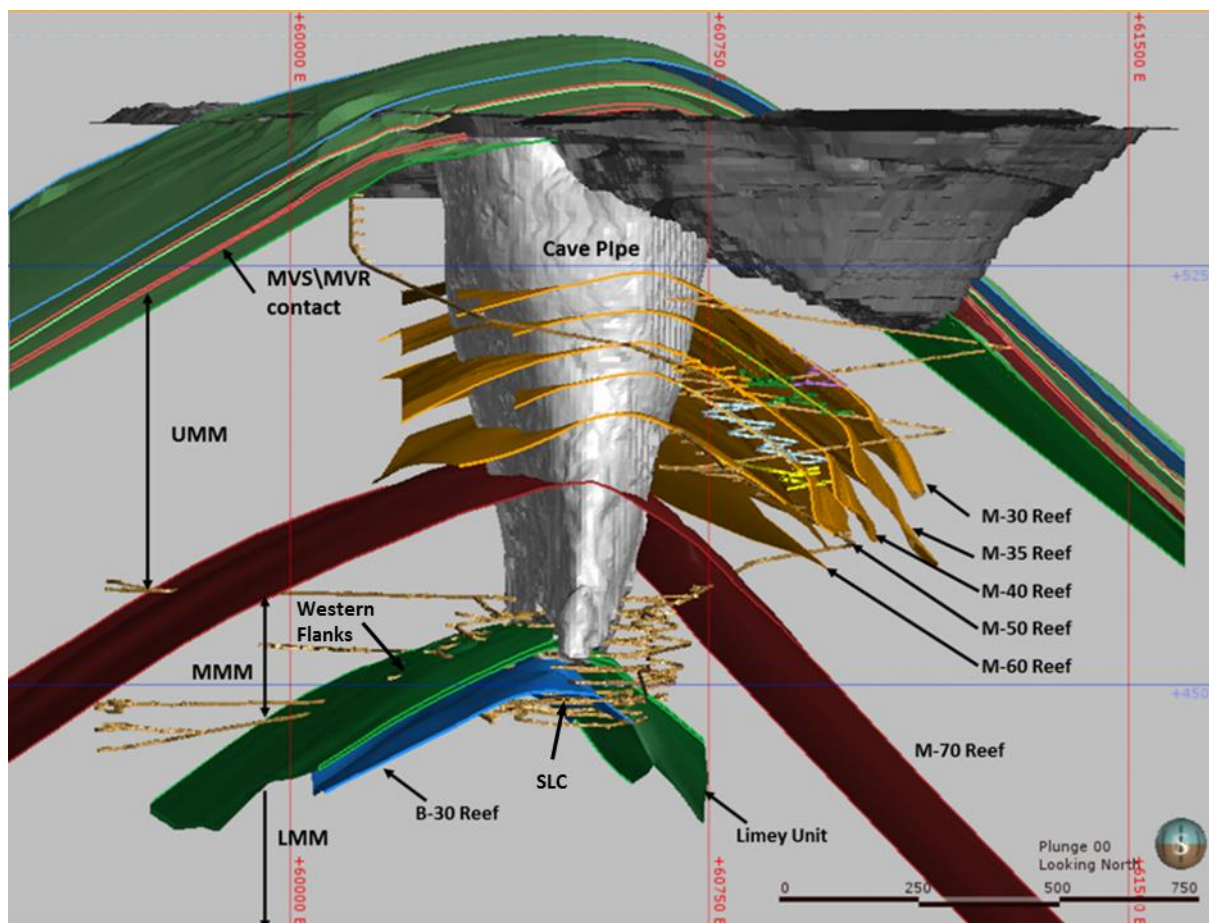 +60000 E
+60750 E
+61500 E
Cave PIpe
+525
MVS\MVR
contact
UMM
M-30 Reef
M-35 Reef
M-40 Reef
M-50 Reef
M-60 Reef
Western
Flanks
MMM
+450
M-70 Reef
SLC
B-30 Reef
Limey Unit
LMM
Plunge 00
Looking North
S
0 250 500 750
+60000 E
+60750 E